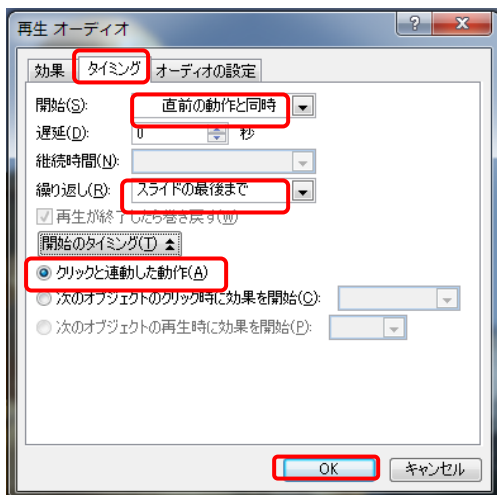 再生 オーディオ
効果 タイミング オーディオの設定
開始(S): 直前の動作と同時
遅延(D): 0 秒
継続時間(N):
繰り返し(R): スライドの最後まで
再生が終了したら巻き戻す(W)
開始のタイミング(T)
クリックと連動した動作(A)
次のオブジェクトのクリック時に効果を開始(C):
次のオブジェクトの再生時に効果を開始(P):
OK キャンセル